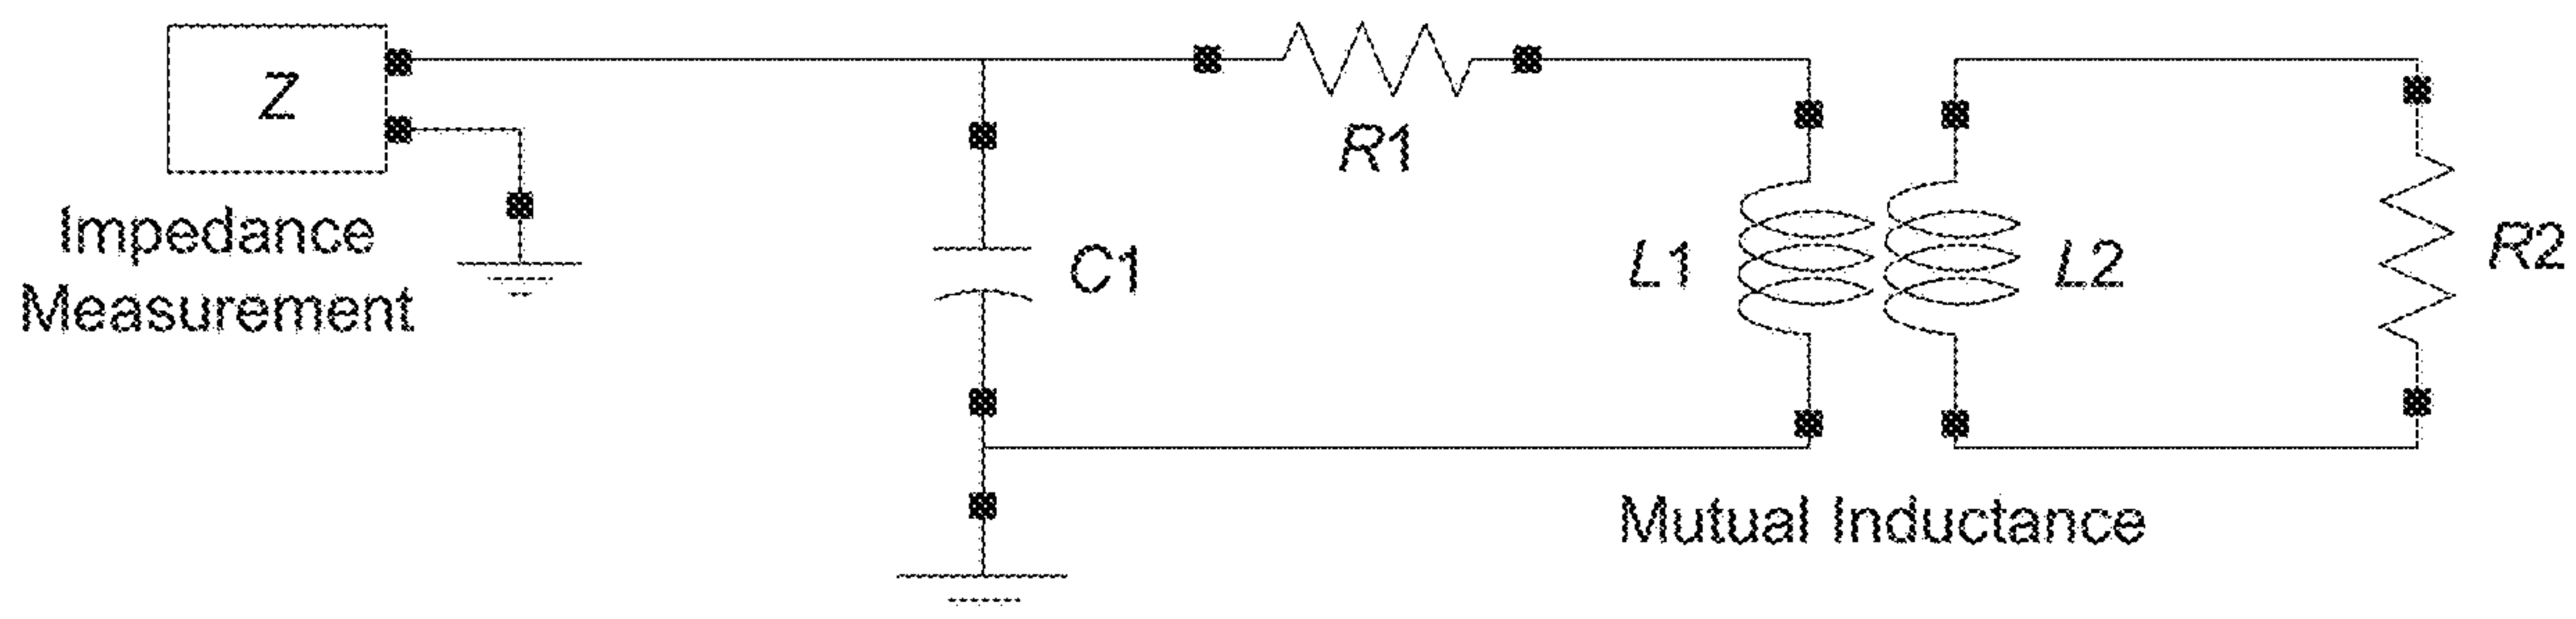 Z
Impedance
Measurement
C1
R1
L1
L2
R2
Mutual Inductance